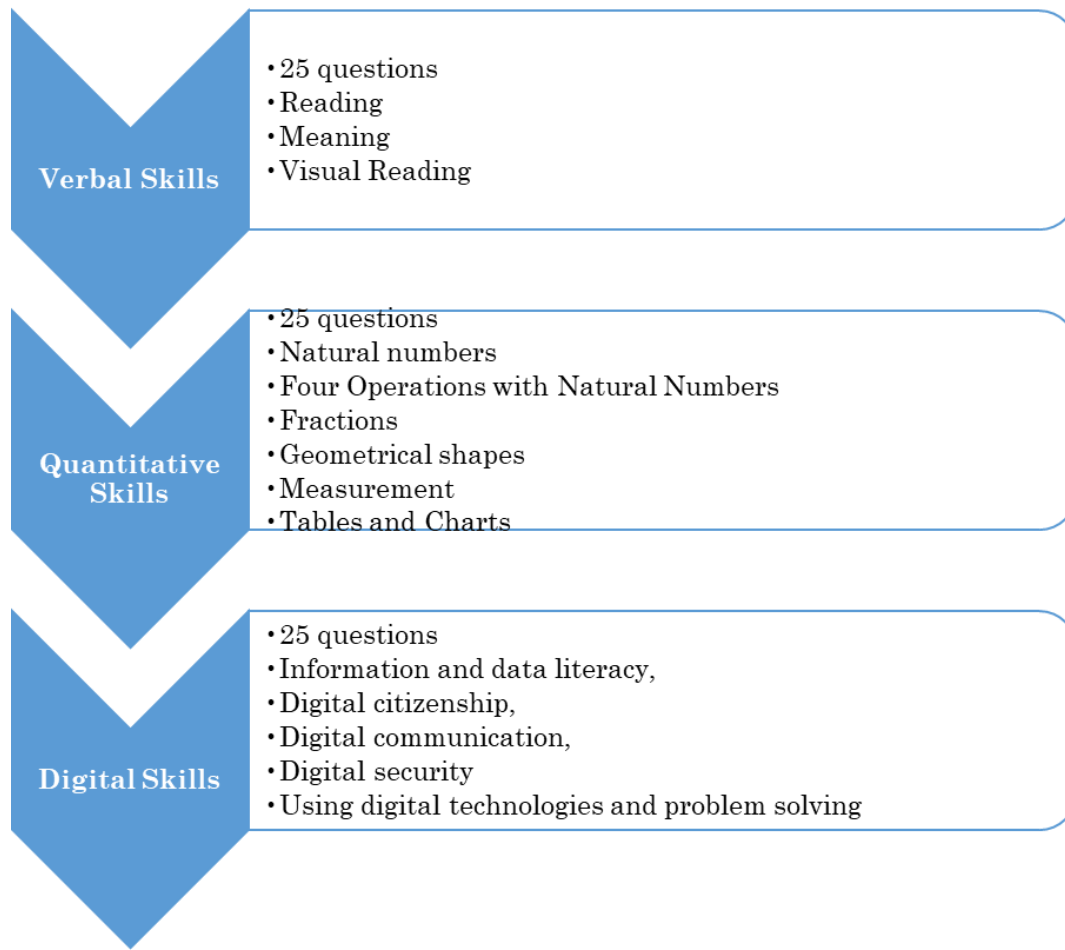 Verbal Skills
•25 questions
•Reading
•Meaning
•Visual Reading
Quantitative
Skills
•25 questions
•Natural numbers
•Four Operations with Natural Numbers
•Fractions
•Geometrical shapes
•Measurement
•Tables and Charts
Digital Skills
•25 questions
•Information and data literacy,
•Digital citizenship,
•Digital communication,
•Digital security
•Using digital technologies and problem solving